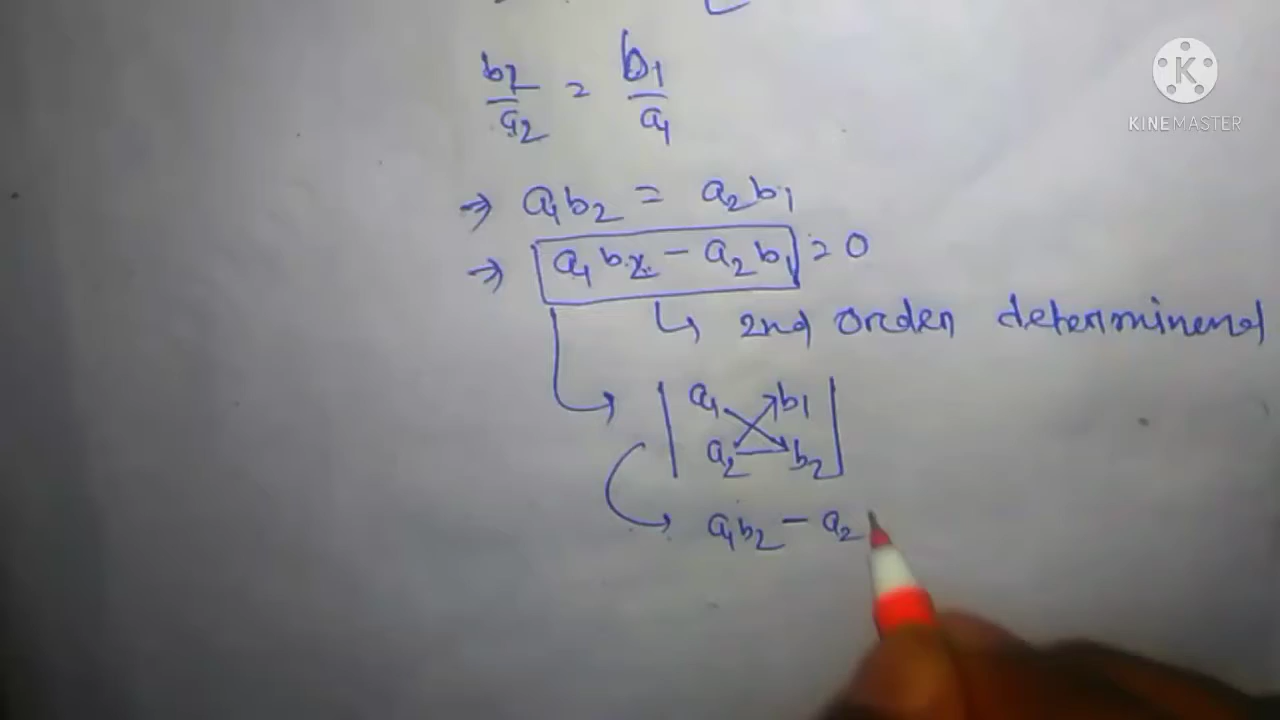 b2/a2 = b1/a1
⇒ a1b2 = a2b1
⇒ a1b2 - a2b1 = 0
↳ 2nd order determinend
| a1 b1 |
| a2 b2 |
a1b2 - a2
K
KINEMASTER